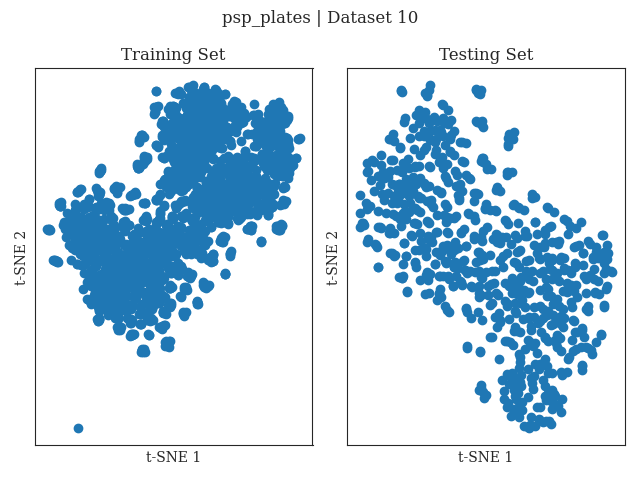 psp_plates | Dataset 10
Training Set
Testing Set
t-SNE 2
t-SNE 1
t-SNE 2
t-SNE 1